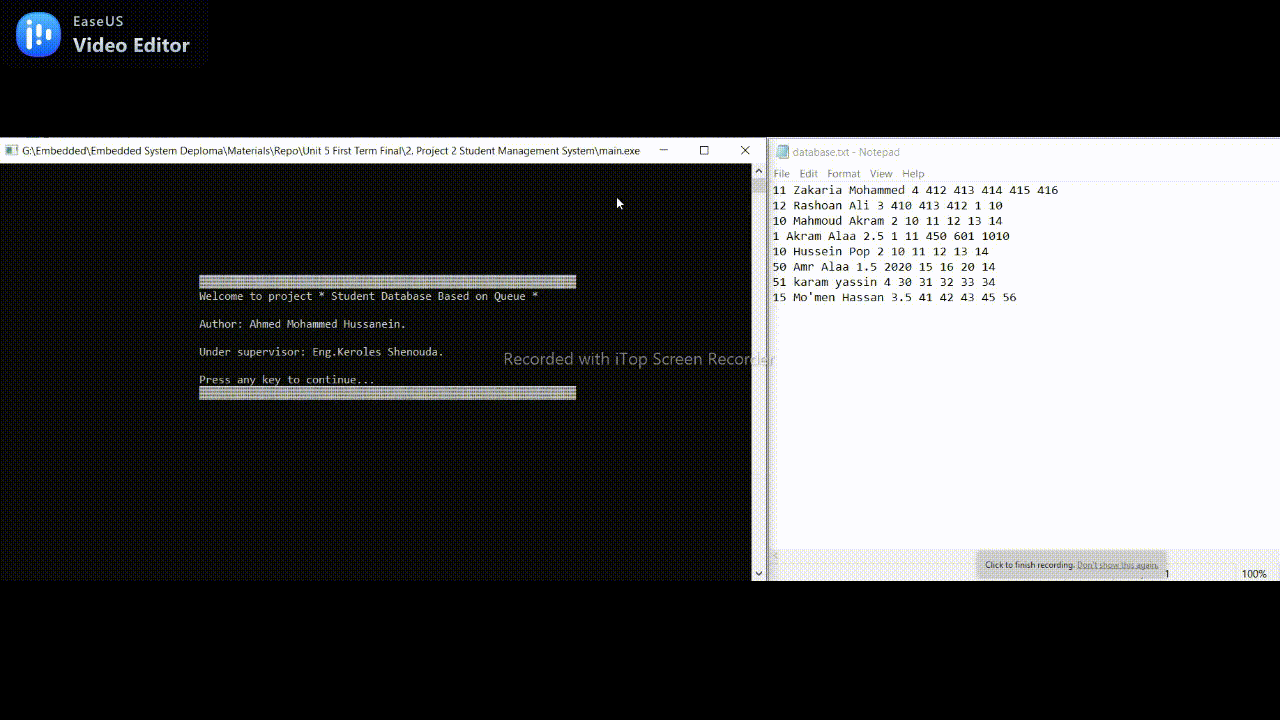 EaseUS
Video Editor
G:\Embedded\Embedded System Deploma\Materials\Repo\Unit 5 First Term Final\2. Project 2 Student Management System\main.exe
Welcome to project * Student Database Based on Queue *
Author: Ahmed Mohammed Hussanein.
Under supervisor: Eng.Keroles Shenouda.
Press any key to continue...
Recorded with iTop Screen Recorder
database.txt - Notepad
File Edit Format View Help
11 Zakaria Mohammed 4 412 413 414 415 416
12 Rashoan Ali 3 410 413 412 1 10
10 Mahmoud Akram 2 10 11 12 13 14
1 Akram Alaa 2.5 1 11 450 601 1010
10 Hussein Pop 2 10 11 12 13 14
50 Amr Alaa 1.5 2020 15 16 20 14
51 karam yassin 4 30 31 32 33 34
15 Mo'men Hassan 3.5 41 42 43 45 56
Click to finish recording. Don't show this again.
1 100%